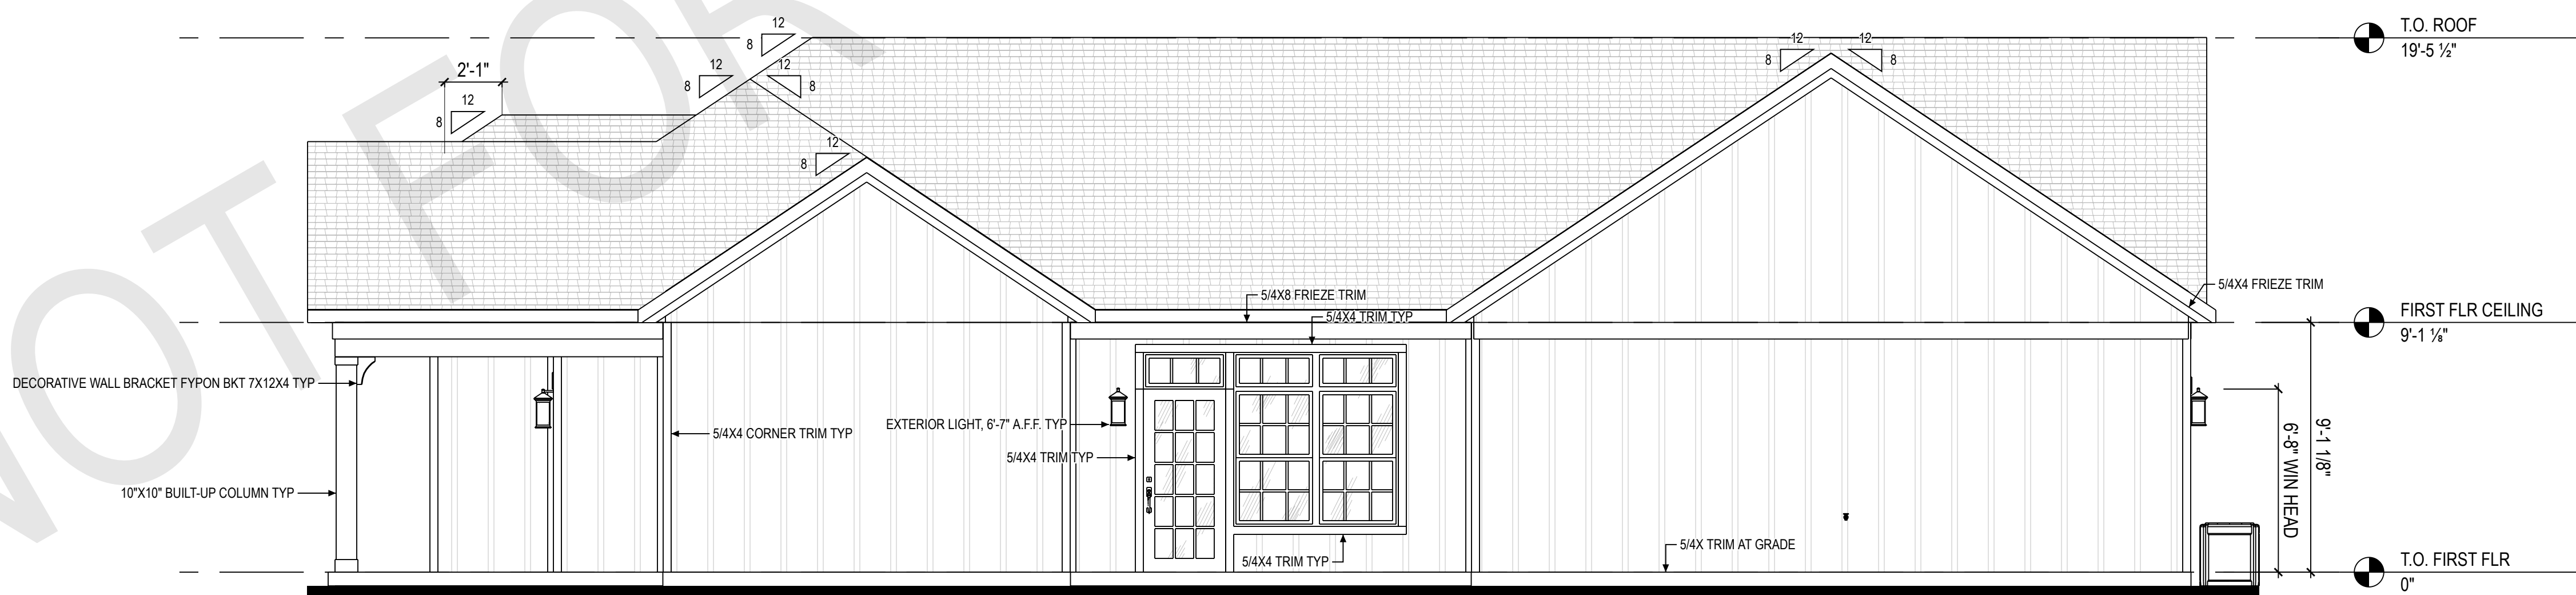 NOT FOR
12
8
12
8
12
8
2'-1"
12
8
12
8
12
8
12
8
T.O. ROOF
19'-5 ½"
5/4X8 FRIEZE TRIM
5/4X4 TRIM TYP
5/4X4 FRIEZE TRIM
FIRST FLR CEILING
9'-1 ⅛"
DECORATIVE WALL BRACKET FYPON BKT 7X12X4 TYP
EXTERIOR LIGHT, 6'-7" A.F.F. TYP
5/4X4 CORNER TRIM TYP
5/4X4 TRIM TYP
10"X10" BUILT-UP COLUMN TYP
6'-8" WIN HEAD
9'-1 1/8"
5/4X TRIM AT GRADE
5/4X4 TRIM TYP
T.O. FIRST FLR
0"